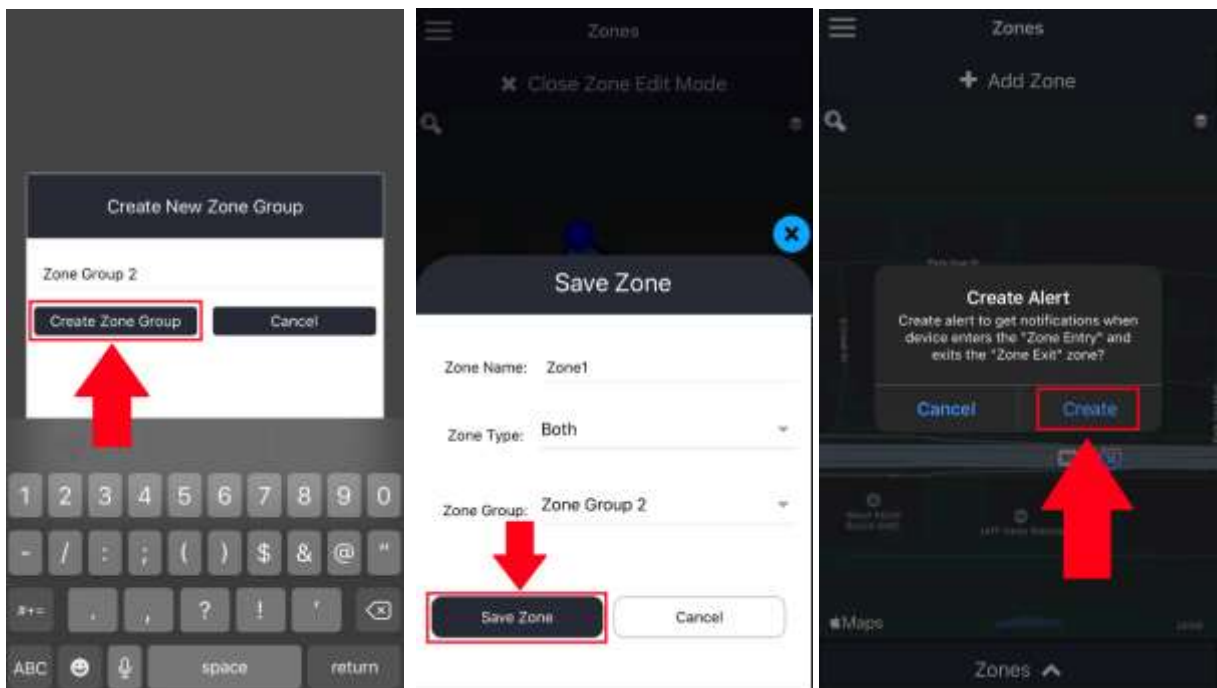 Create New Zone Group
Zone Group 2
Create Zone Group
Cancel
1 2 3 4 5 6 7 8 9 0
- / : ; ( ) $ & @ "
#+= . , ? ! '
ABC space return
Zones
✖ Close Zone Edit Mode
Save Zone
Zone Name: Zone1
Zone Type: Both
Zone Group: Zone Group 2
Save Zone
Cancel
Zones
+ Add Zone
Create Alert
Create alert to get notifications when
device enters the "Zone Entry" and
exits the "Zone Exit" zone?
Cancel
Create
Maps
Zones